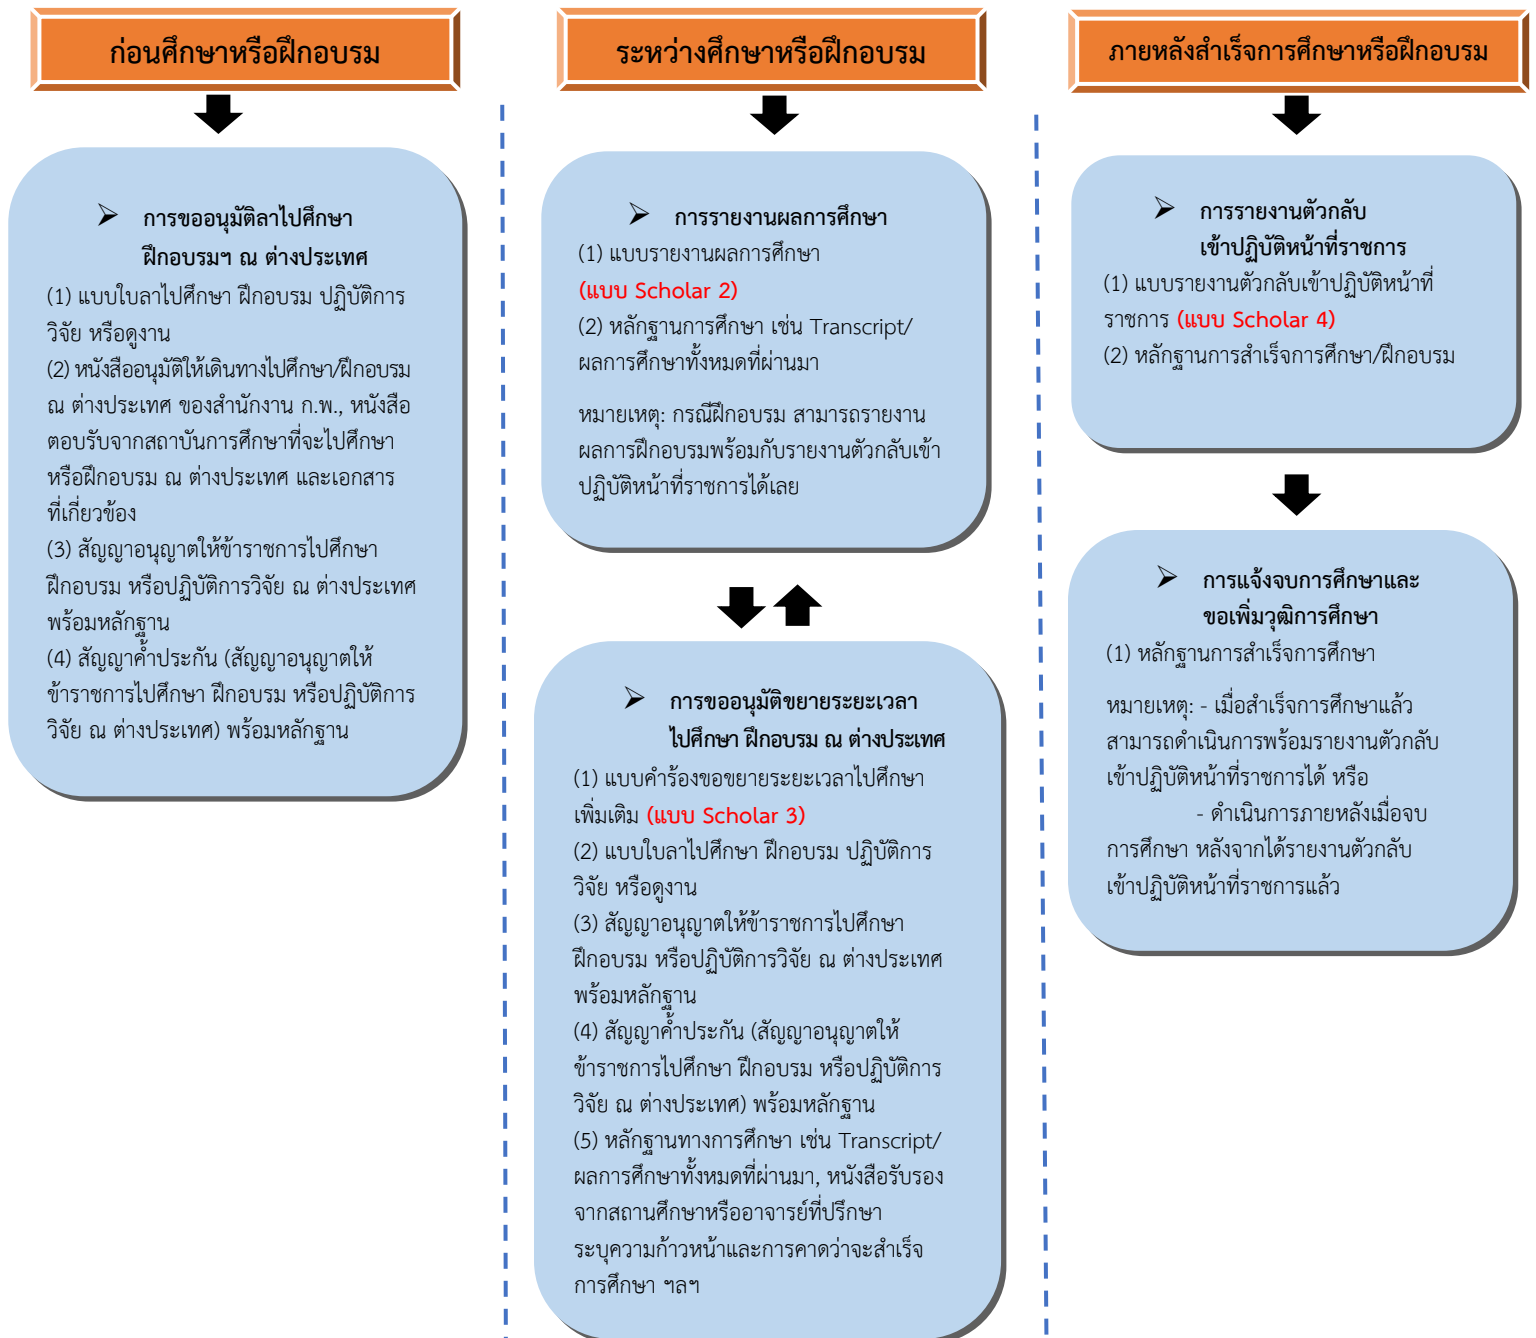 ก่อนศึกษาหรือฝึกอบรม
➢ การขออนุมัติลาไปศึกษา
ฝึกอบรมฯ ณ ต่างประเทศ
(1) แบบใบลาไปศึกษา ฝึกอบรม ปฏิบัติการ
วิจัย หรือดูงาน
(2) หนังสืออนุมัติให้เดินทางไปศึกษา/ฝึกอบรม
ณ ต่างประเทศ ของสำนักงาน ก.พ., หนังสือ
ตอบรับจากสถาบันการศึกษาที่จะไปศึกษา
หรือฝึกอบรม ณ ต่างประเทศ และเอกสาร
ที่เกี่ยวข้อง
(3) สัญญาอนุญาตให้ข้าราชการไปศึกษา
ฝึกอบรม หรือปฏิบัติการวิจัย ณ ต่างประเทศ
พร้อมหลักฐาน
(4) สัญญาค้ำประกัน (สัญญาอนุญาตให้
ข้าราชการไปศึกษา ฝึกอบรม หรือปฏิบัติการ
วิจัย ณ ต่างประเทศ) พร้อมหลักฐาน
ระหว่างศึกษาหรือฝึกอบรม
➢ การรายงานผลการศึกษา
(1) แบบรายงานผลการศึกษา
(แบบ Scholar 2)
(2) หลักฐานการศึกษา เช่น Transcript/
ผลการศึกษาทั้งหมดที่ผ่านมา
หมายเหตุ: กรณีฝึกอบรม สามารถรายงาน
ผลการฝึกอบรมพร้อมกับรายงานตัวกลับเข้า
ปฏิบัติหน้าที่ราชการได้เลย
➢ การขออนุมัติขยายระยะเวลา
ไปศึกษา ฝึกอบรม ณ ต่างประเทศ
(1) แบบคำร้องขอขยายระยะเวลาไปศึกษา
เพิ่มเติม (แบบ Scholar 3)
(2) แบบใบลาไปศึกษา ฝึกอบรม ปฏิบัติการ
วิจัย หรือดูงาน
(3) สัญญาอนุญาตให้ข้าราชการไปศึกษา
ฝึกอบรม หรือปฏิบัติการวิจัย ณ ต่างประเทศ
พร้อมหลักฐาน
(4) สัญญาค้ำประกัน (สัญญาอนุญาตให้
ข้าราชการไปศึกษา ฝึกอบรม หรือปฏิบัติการ
วิจัย ณ ต่างประเทศ) พร้อมหลักฐาน
(5) หลักฐานทางการศึกษา เช่น Transcript/
ผลการศึกษาทั้งหมดที่ผ่านมา, หนังสือรับรอง
จากสถานศึกษาหรืออาจารย์ที่ปรึกษา
ระบุความก้าวหน้าและการคาดว่าจะสำเร็จ
การศึกษา ฯลฯ
ภายหลังสำเร็จการศึกษาหรือฝึกอบรม
➢ การรายงานตัวกลับ
เข้าปฏิบัติหน้าที่ราชการ
(1) แบบรายงานตัวกลับเข้าปฏิบัติหน้าที่
ราชการ (แบบ Scholar 4)
(2) หลักฐานการสำเร็จการศึกษา/ฝึกอบรม
➢ การแจ้งจบการศึกษาและ
ขอเพิ่มวุฒิการศึกษา
(1) หลักฐานการสำเร็จการศึกษา
หมายเหตุ: - เมื่อสำเร็จการศึกษาแล้ว
สามารถดำเนินการพร้อมรายงานตัวกลับ
เข้าปฏิบัติหน้าที่ราชการได้ หรือ
- ดำเนินการภายหลังเมื่อจบ
การศึกษา หลังจากได้รายงานตัวกลับ
เข้าปฏิบัติหน้าที่ราชการแล้ว